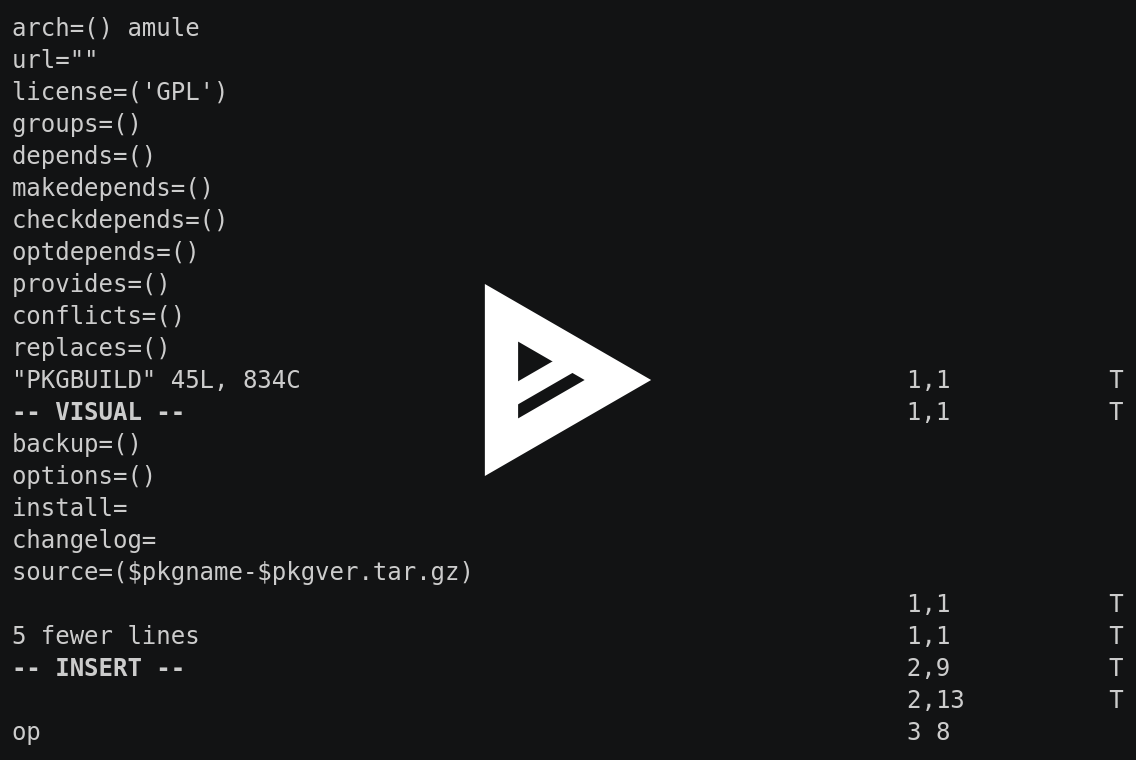 arch=() amule
url=""
license=('GPL')
groups=()
depends=()
makedepends=()
checkdepends=()
optdepends=()
provides=()
conflicts=()
replaces=()
"PKGBUILD" 45L, 834C 1,1 T
-- VISUAL -- 1,1 T
backup=()
options=()
install=
changelog=
source=($pkgname-$pkgver.tar.gz)
1,1 T
5 fewer lines 1,1 T
-- INSERT -- 2,9 T
2,13 T
op 3 8